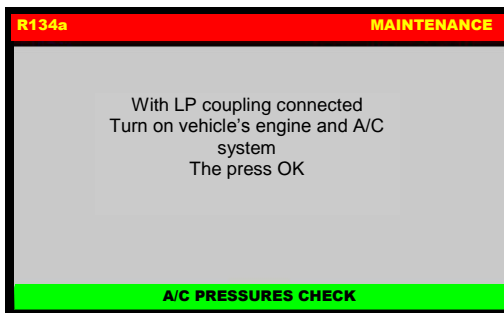 R134a MAINTENANCE
With LP coupling connected
Turn on vehicle's engine and A/C
system
The press OK
A/C PRESSURES CHECK